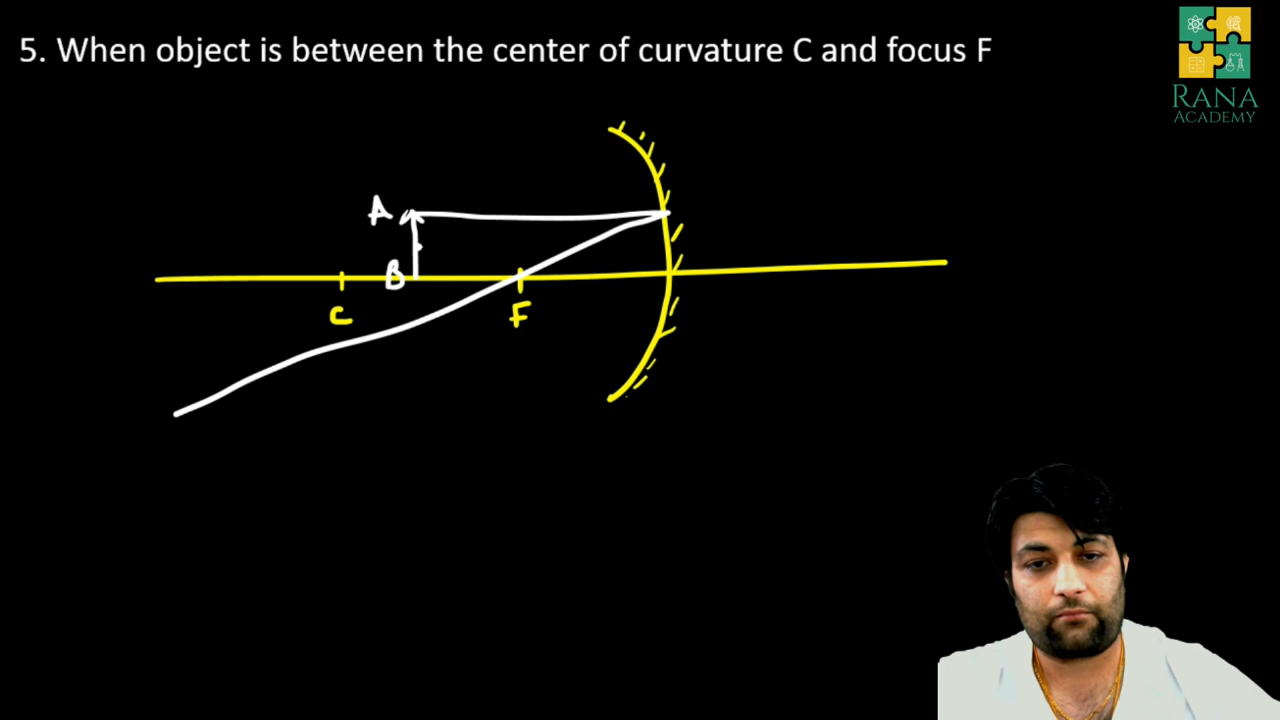 5. When object is between the center of curvature C and focus F
RANA
ACADEMY
A
B
C
F